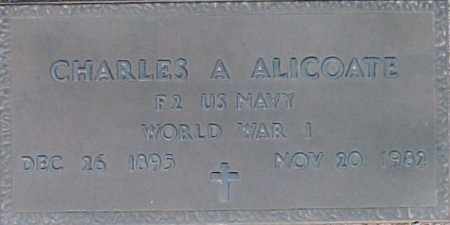 CHARLES A ALICOATE
F2 US NAVY
WORLD WAR I
DEC 26 1895 NOV 20 1982